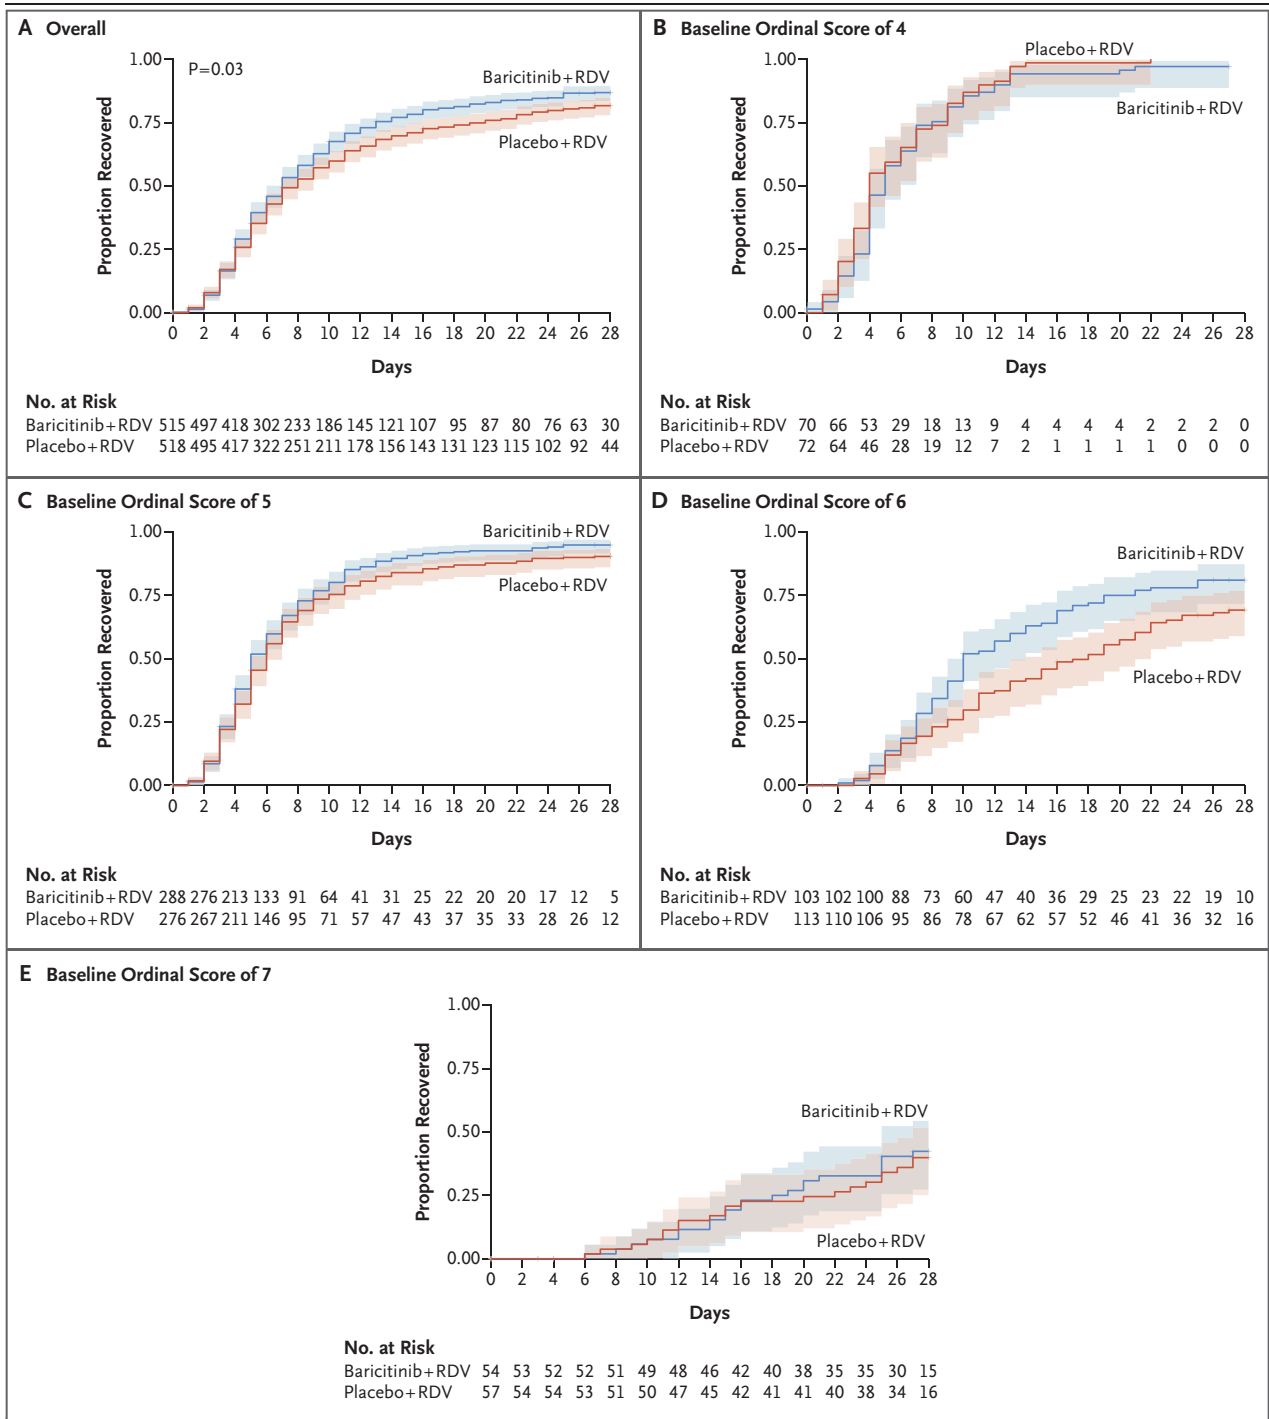 A Overall
1.00
P=0.03
Baricitinib+RDV
0.75
Placebo+RDV
0.50
0.25
0.00
Proportion Recovered
0 2 4 6 8 10 12 14 16 18 20 22 24 26 28
Days
No. at Risk
Baricitinib+RDV 515 497 418 302 233 186 145 121 107 95 87 80 76 63 30
Placebo+RDV 518 495 417 322 251 211 178 156 143 131 123 115 102 92 44
B Baseline Ordinal Score of 4
Placebo+RDV
1.00
Baricitinib+RDV
0.75
0.50
0.25
0.00
Proportion Recovered
0 2 4 6 8 10 12 14 16 18 20 22 24 26 28
Days
No. at Risk
Baricitinib+RDV 70 66 53 29 18 13 9 4 4 4 4 2 2 2 0
Placebo+RDV 72 64 46 28 19 12 7 2 1 1 1 1 0 0 0
C Baseline Ordinal Score of 5
1.00
Baricitinib+RDV
Placebo+RDV
0.75
0.50
0.25
0.00
Proportion Recovered
0 2 4 6 8 10 12 14 16 18 20 22 24 26 28
Days
No. at Risk
Baricitinib+RDV 288 276 213 133 91 64 41 31 25 22 20 20 17 12 5
Placebo+RDV 276 267 211 146 95 71 57 47 43 37 35 33 28 26 12
D Baseline Ordinal Score of 6
1.00
Baricitinib+RDV
0.75
0.50
Placebo+RDV
0.25
0.00
Proportion Recovered
0 2 4 6 8 10 12 14 16 18 20 22 24 26 28
Days
No. at Risk
Baricitinib+RDV 103 102 100 88 73 60 47 40 36 29 25 23 22 19 10
Placebo+RDV 113 110 106 95 86 78 67 62 57 52 46 41 36 32 16
E Baseline Ordinal Score of 7
1.00
0.75
Baricitinib+RDV
0.50
0.25
Placebo+RDV
0.00
Proportion Recovered
0 2 4 6 8 10 12 14 16 18 20 22 24 26 28
Days
No. at Risk
Baricitinib+RDV 54 53 52 52 51 49 48 46 42 40 38 35 35 30 15
Placebo+RDV 57 54 54 53 51 50 47 45 42 41 41 40 38 34 16